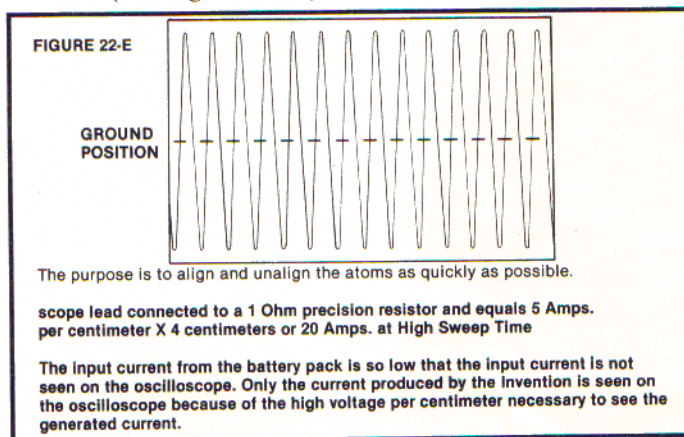 FIGURE 22-E
GROUND
POSITION
The purpose is to align and unalign the atoms as quickly as possible.
scope lead connected to a 1 Ohm precision resistor and equals 5 Amps.
per centimeter X 4 centimeters or 20 Amps. at High Sweep Time
The input current from the battery pack is so low that the input current is not
seen on the oscilloscope. Only the current produced by the Invention is seen on
the oscilloscope because of the high voltage per centimeter necessary to see the
generated current.